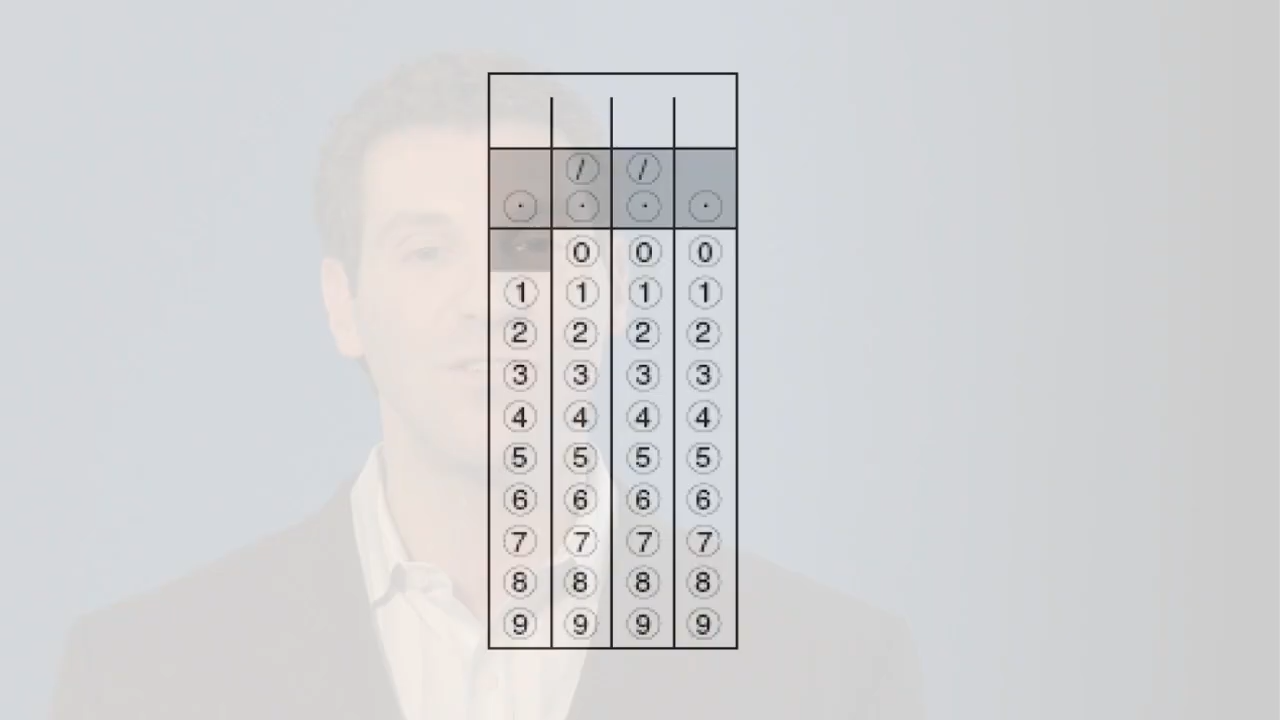 / /
. . . .
0 0 0
1 1 1 1
2 2 2 2
3 3 3 3
4 4 4 4
5 5 5 5
6 6 6 6
7 7 7 7
8 8 8 8
9 9 9 9